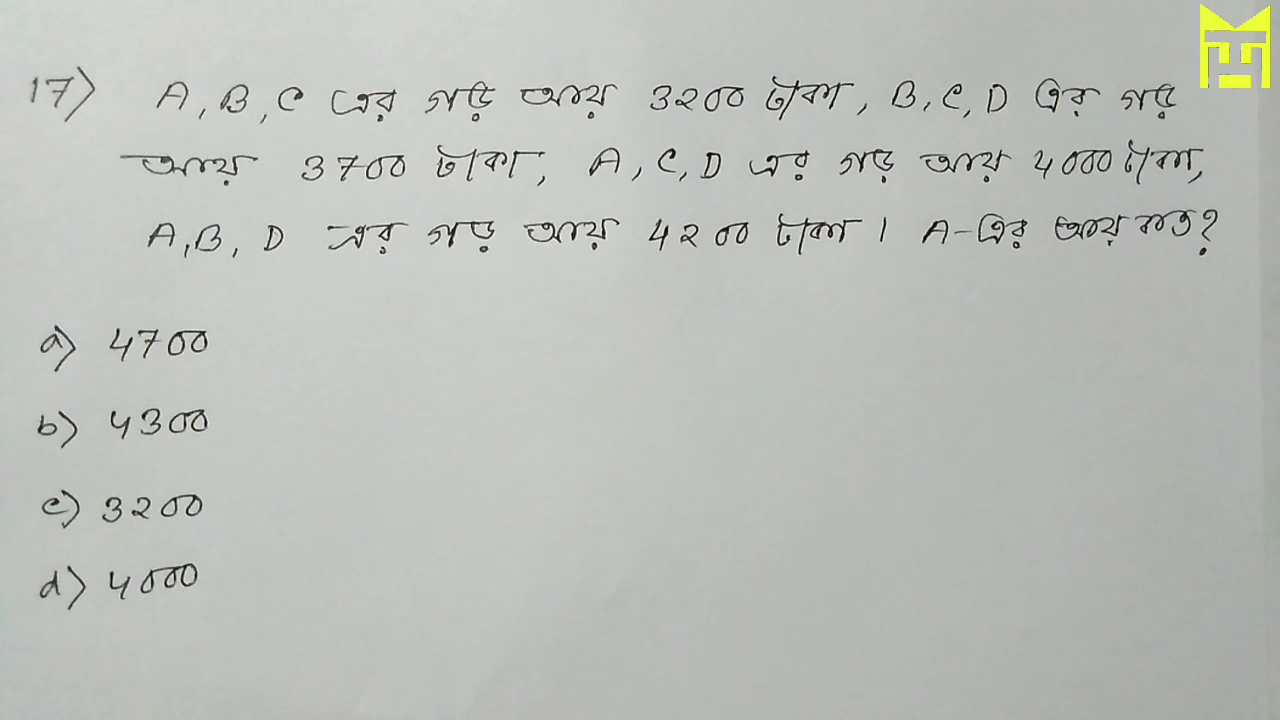 17) A, B, C এর গড় আয় 3200 টাকা, B, C, D এর গড়
আয় 3700 টাকা, A, C, D এর গড় আয় 4000 টাকা,
A, B, D এর গড় আয় 4200 টাকা । A-এর আয় কত?
a) 4700
b) 4300
c) 3200
d) 4000